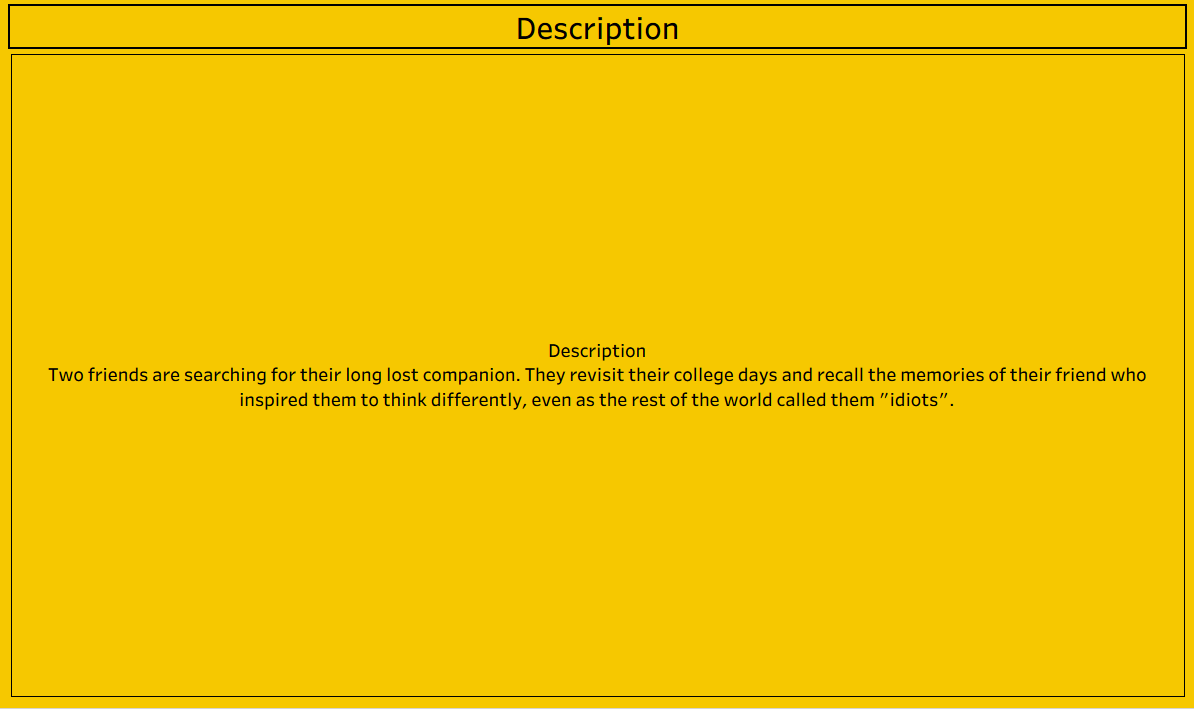 Description
Description
Two friends are searching for their long lost companion. They revisit their college days and recall the memories of their friend who
inspired them to think differently, even as the rest of the world called them "idiots".